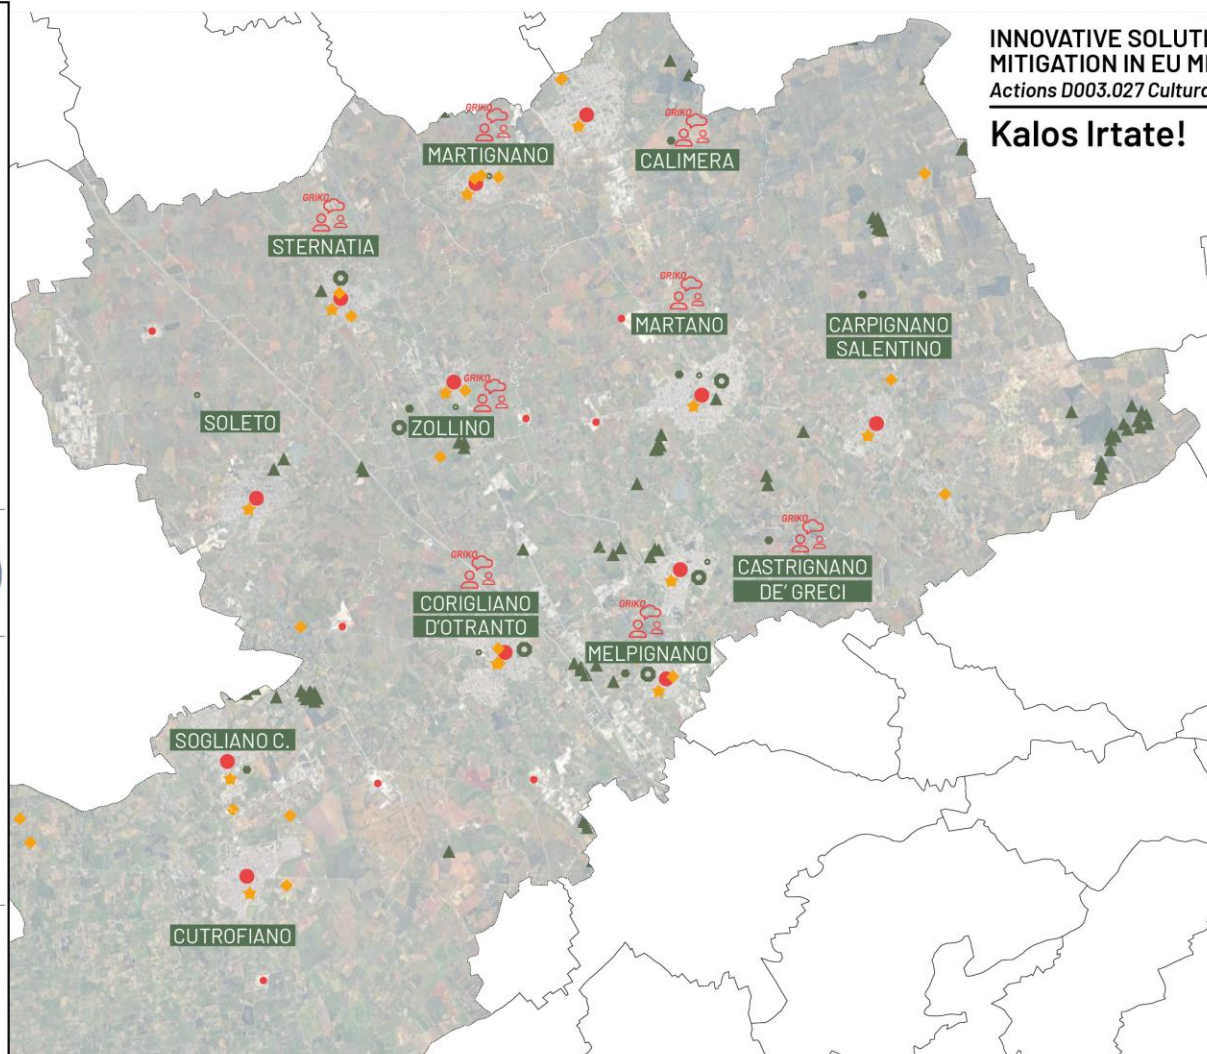 INNOVATIVE SOLUTI
MITIGATION IN EU M
Actions D003.027 Cultura
Kalos Irtate!
GRIKO
MARTIGNANO
GRIKO
CALIMERA
GRIKO
STERNATIA
GRIKO
MARTANO
CARPIGNANO
SALENTINO
GRIKO
ZOLLINO
SOLETO
GRIKO
CASTRIGNANO
DE' GRECI
GRIKO
CORIGLIANO
D'OTRANTO
GRIKO
MELPIGNANO
SOGLIANO C.
CUTROFIANO